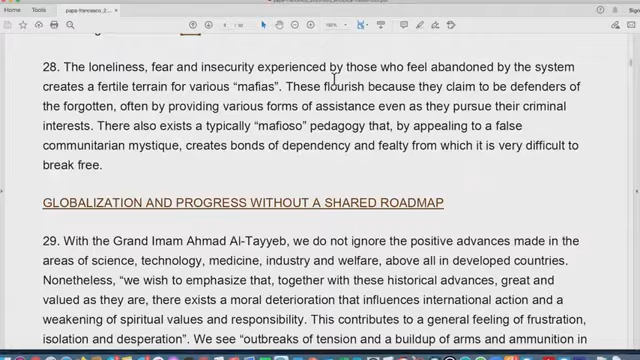 28. The loneliness, fear and insecurity experienced by those who feel abandoned by the system
creates a fertile terrain for various “mafias”. These flourish because they claim to be defenders of
the forgotten, often by providing various forms of assistance even as they pursue their criminal
interests. There also exists a typically “mafioso” pedagogy that, by appealing to a false
communitarian mystique, creates bonds of dependency and fealty from which it is very difficult to
break free.
GLOBALIZATION AND PROGRESS WITHOUT A SHARED ROADMAP
29. With the Grand Imam Ahmad Al-Tayyeb, we do not ignore the positive advances made in the
areas of science, technology, medicine, industry and welfare, above all in developed countries.
Nonetheless, “we wish to emphasize that, together with these historical advances, great and
valued as they are, there exists a moral deterioration that influences international action and a
weakening of spiritual values and responsibility. This contributes to a general feeling of frustration,
isolation and desperation”. We see “outbreaks of tension and a buildup of arms and ammunition in